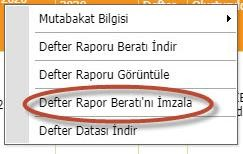 Mutabakat Bilgisi
Defter Raporu Beratı İndir
Defter Raporu Görüntüle
Defter Rapor Beratı'nı İmzala
Defter Datası İndir